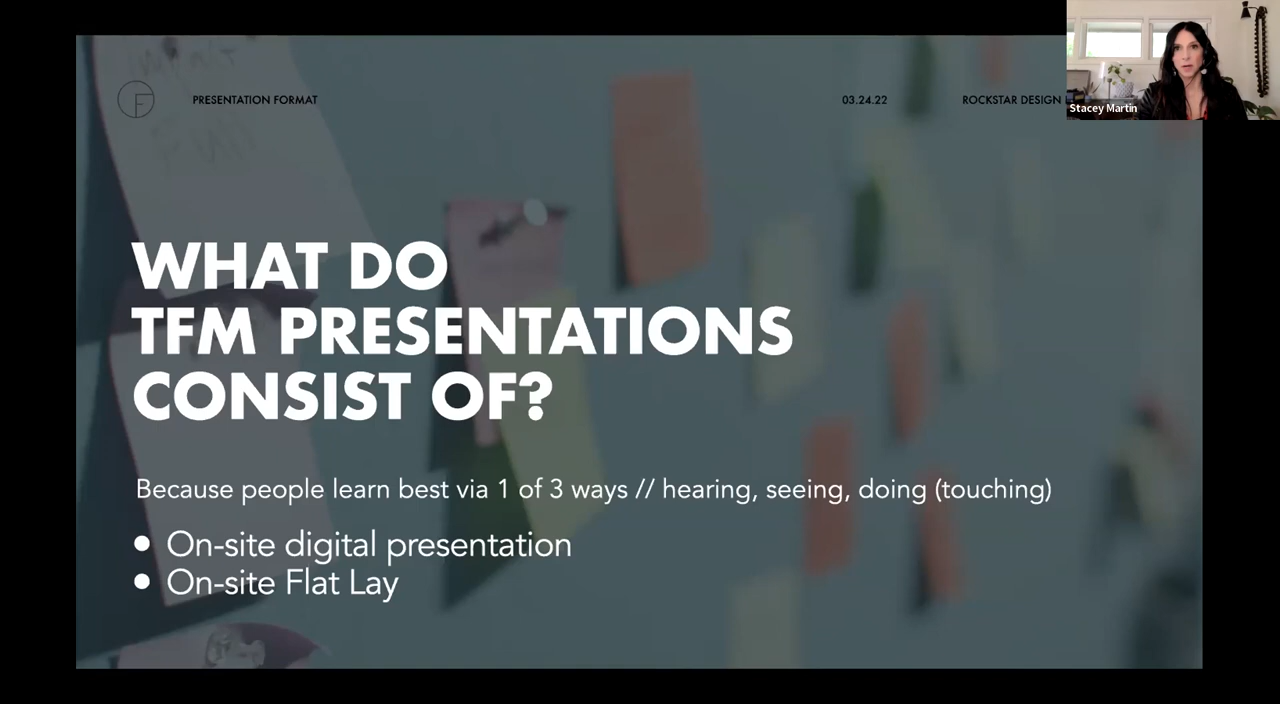 PRESENTATION FORMAT
03.24.22
ROCKSTAR DESIGN
Stacey Martin
WHAT DO
TFM PRESENTATIONS
CONSIST OF?
Because people learn best via 1 of 3 ways // hearing, seeing, doing (touching)
• On-site digital presentation
• On-site Flat Lay